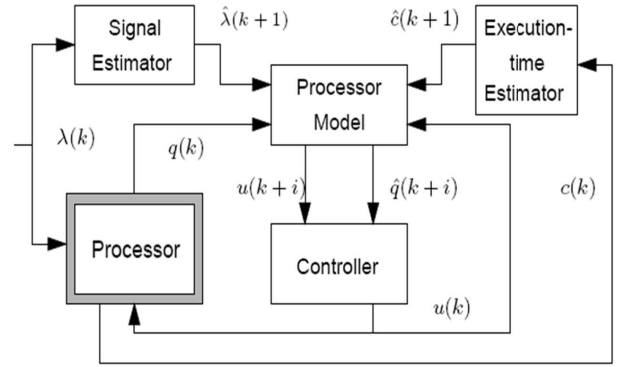 Signal
Estimator
λ̂(k+1)
ĉ(k+1)
Execution-
time
Estimator
Processor
Model
λ(k)
q(k)
u(k+i)
q̂(k+i)
c(k)
Processor
Controller
u(k)